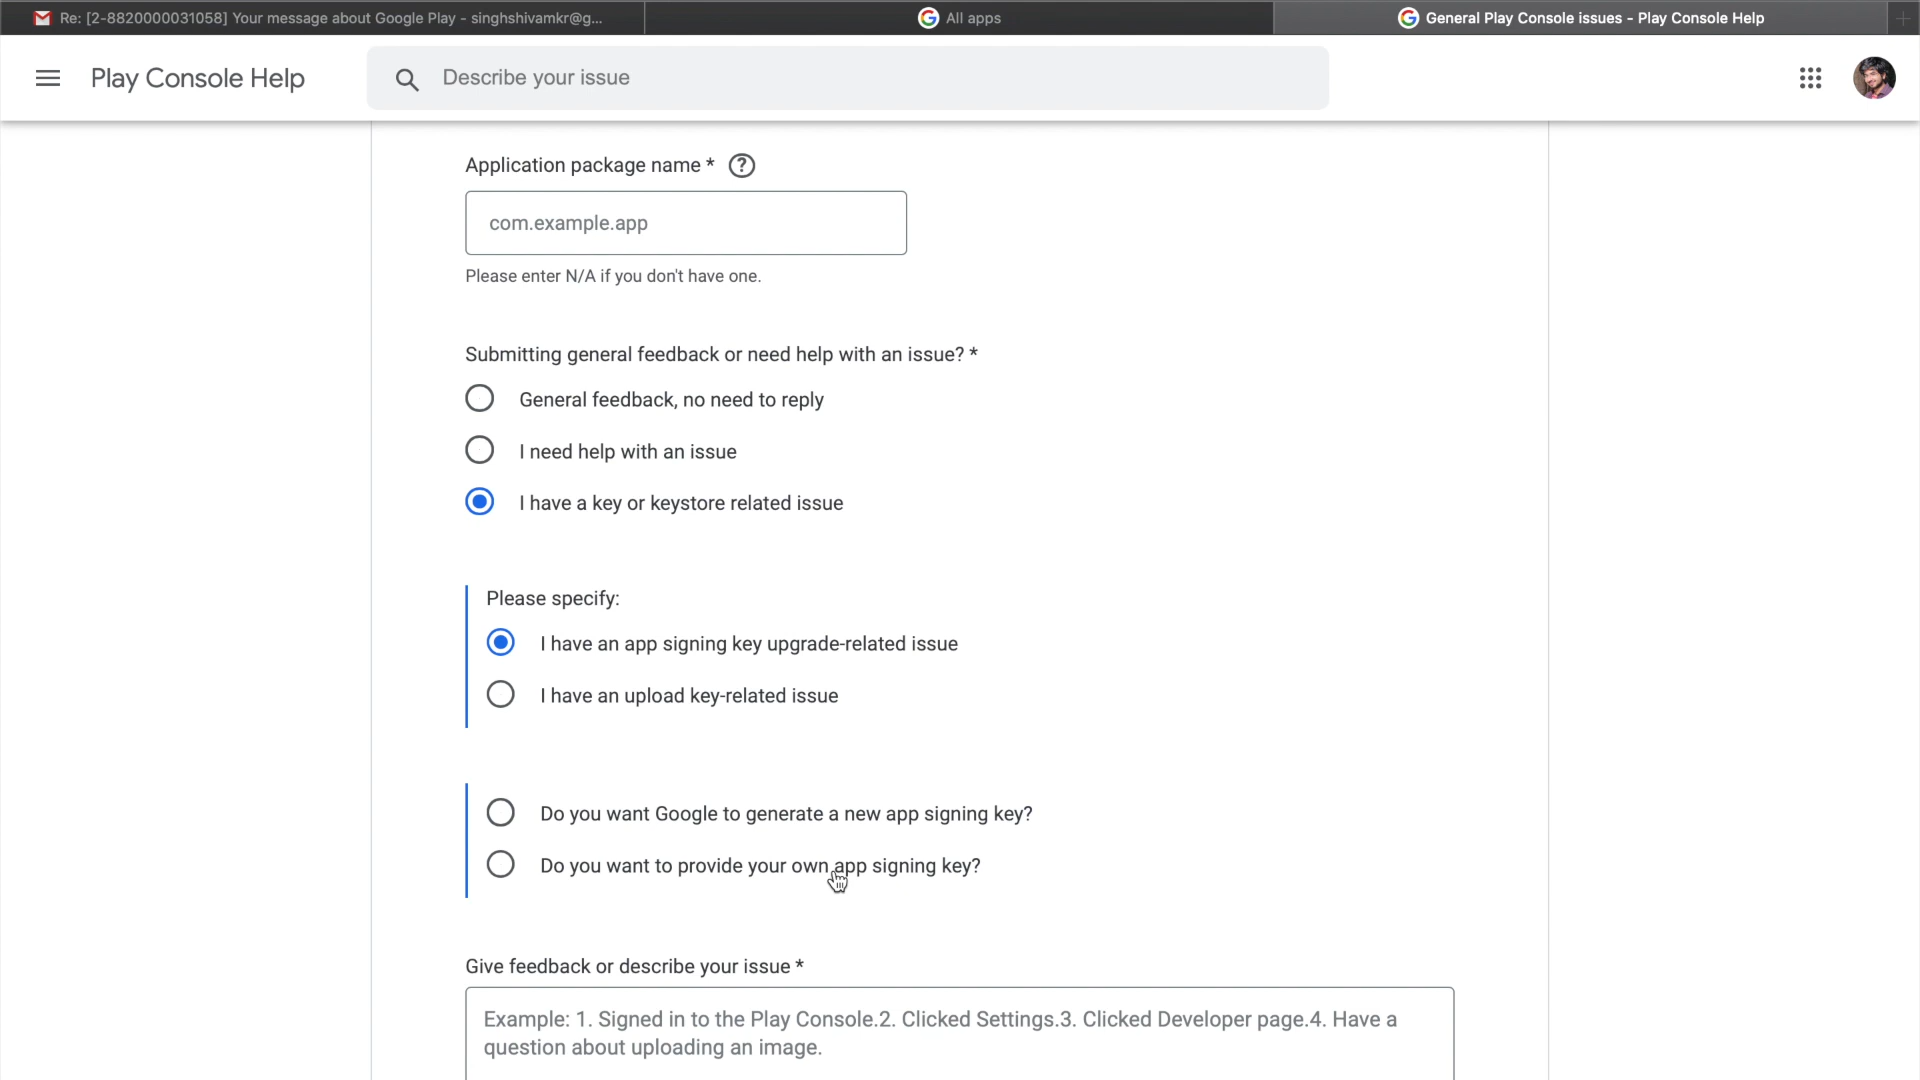 Re: [2-8820000031058] Your message about Google Play - singhshivamkr@g...
All apps
General Play Console issues - Play Console Help
Play Console Help
Describe your issue
Application package name *
com.example.app
Please enter N/A if you don't have one.
Submitting general feedback or need help with an issue? *
General feedback, no need to reply
I need help with an issue
I have a key or keystore related issue
Please specify:
I have an app signing key upgrade-related issue
I have an upload key-related issue
Do you want Google to generate a new app signing key?
Do you want to provide your own app signing key?
Give feedback or describe your issue *
Example: 1. Signed in to the Play Console.2. Clicked Settings.3. Clicked Developer page.4. Have a
question about uploading an image.